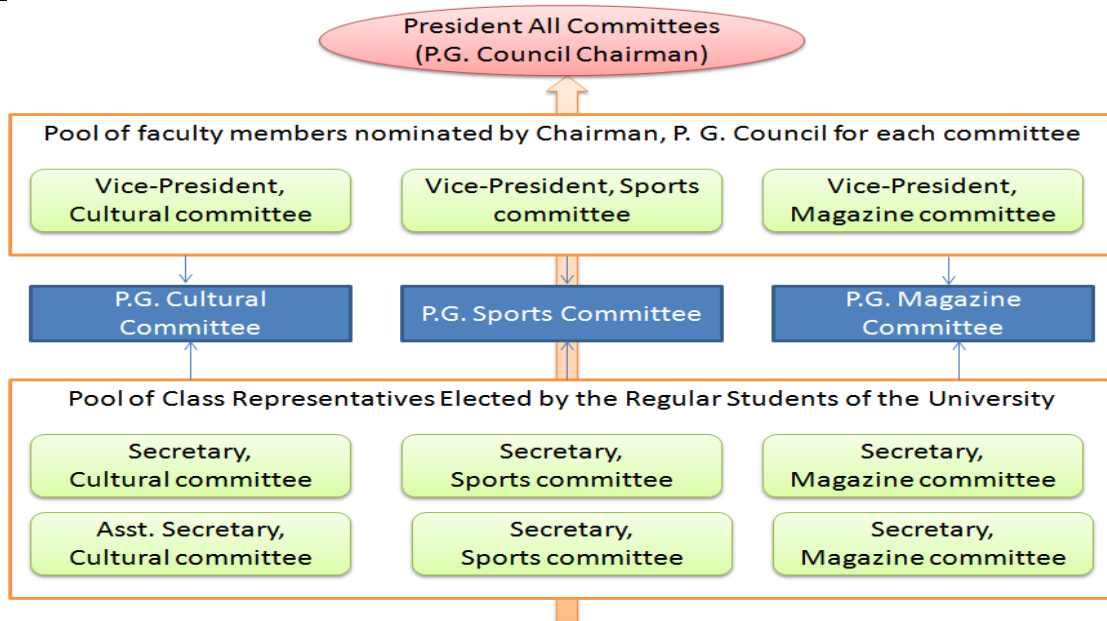 President All Committees
(P.G. Council Chairman)
Pool of faculty members nominated by Chairman, P. G. Council for each committee
Vice-President,
Cultural committee
Vice-President, Sports
committee
Vice-President,
Magazine committee
P.G. Cultural
Committee
P.G. Sports Committee
P.G. Magazine
Committee
Pool of Class Representatives Elected by the Regular Students of the University
Secretary,
Cultural committee
Secretary,
Sports committee
Secretary,
Magazine committee
Asst. Secretary,
Cultural committee
Secretary,
Sports committee
Secretary,
Magazine committee